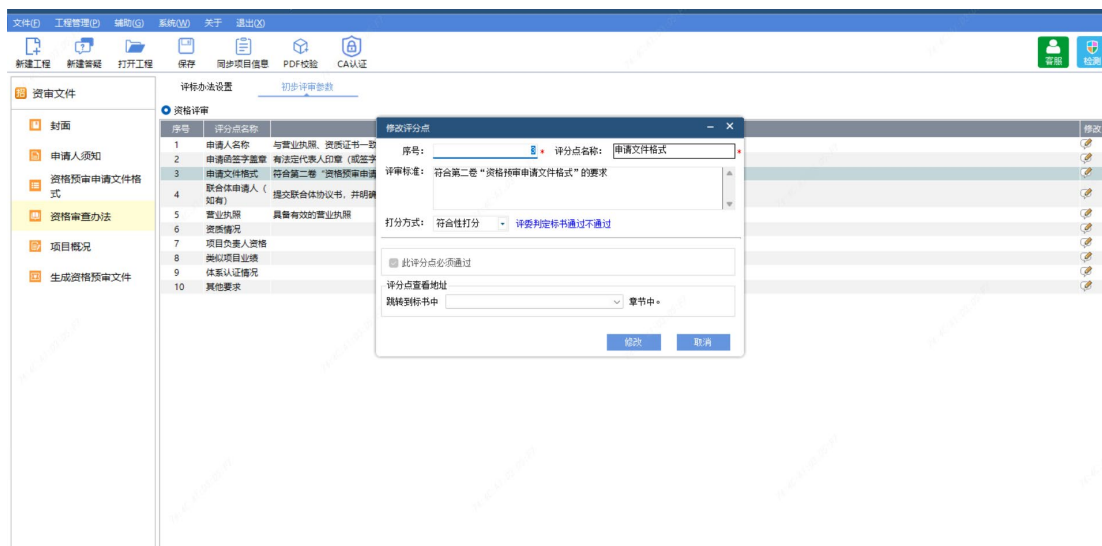 文件(F) 工程管理(P) 辅助(G) 系统(W) 关于 退出(X)
新建工程 新建答疑 打开工程 保存 同步项目信息 PDF校验 CA认证 客服 检测
资审文件
封面
申请人须知
资格预审申请文件格式
资格审查办法
项目概况
生成资格预审文件
评标办法设置 初步评审参数
资格评审
序号 评分点名称 修改
1 申请人名称 与营业执照、资质证书一致
2 申请函签字盖章 有法定代表人印章(或签字
3 申请文件格式 符合第二卷“资格预审申请
4 联合体申请人(如有) 提交联合体协议书,并明确
5 营业执照 具备有效的营业执照
6 资质情况
7 项目负责人资格
8 类似项目业绩
9 体系认证情况
10 其他要求
修改评分点
序号: 3 * 评分点名称: 申请文件格式 *
评审标准: 符合第二卷“资格预审申请文件格式”的要求
打分方式: 符合性打分 评委判定标书通过不通过
此评分点必须通过
评分点查看地址
跳转到标书中 章节中。
修改 取消